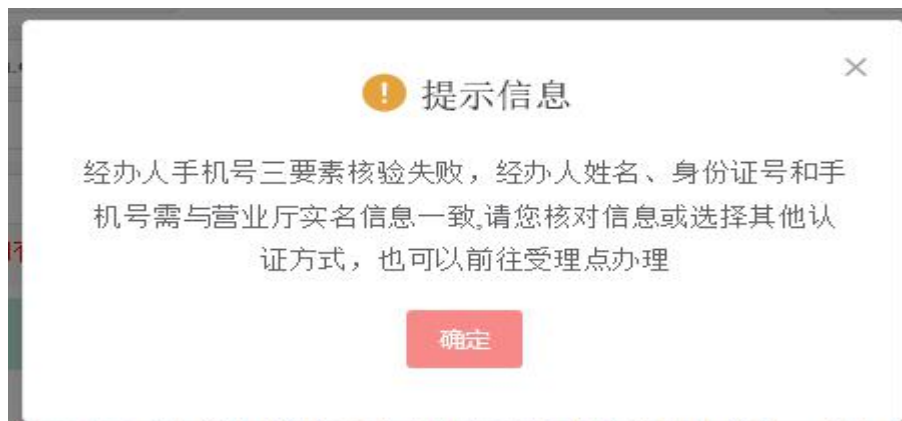 提示信息
经办人手机号三要素核验失败，经办人姓名、身份证号和手
机号需与营业厅实名信息一致,请您核对信息或选择其他认
证方式，也可以前往受理点办理
确定